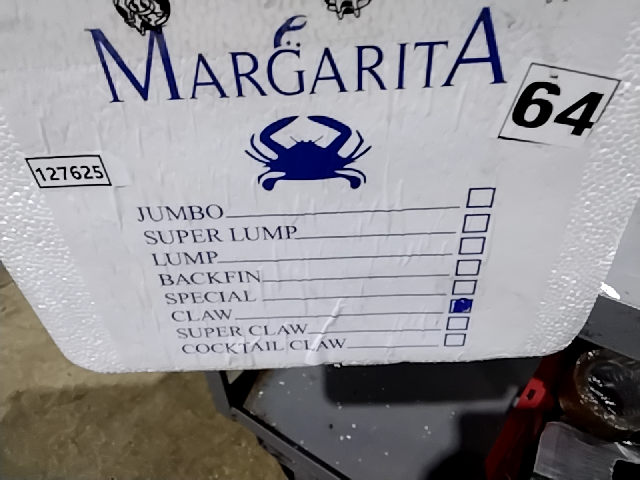 MARGARITA
64
127625
JUMBO
SUPER LUMP
LUMP
BACKFIN
SPECIAL
CLAW
SUPER CLAW
COCKTAIL CLAW